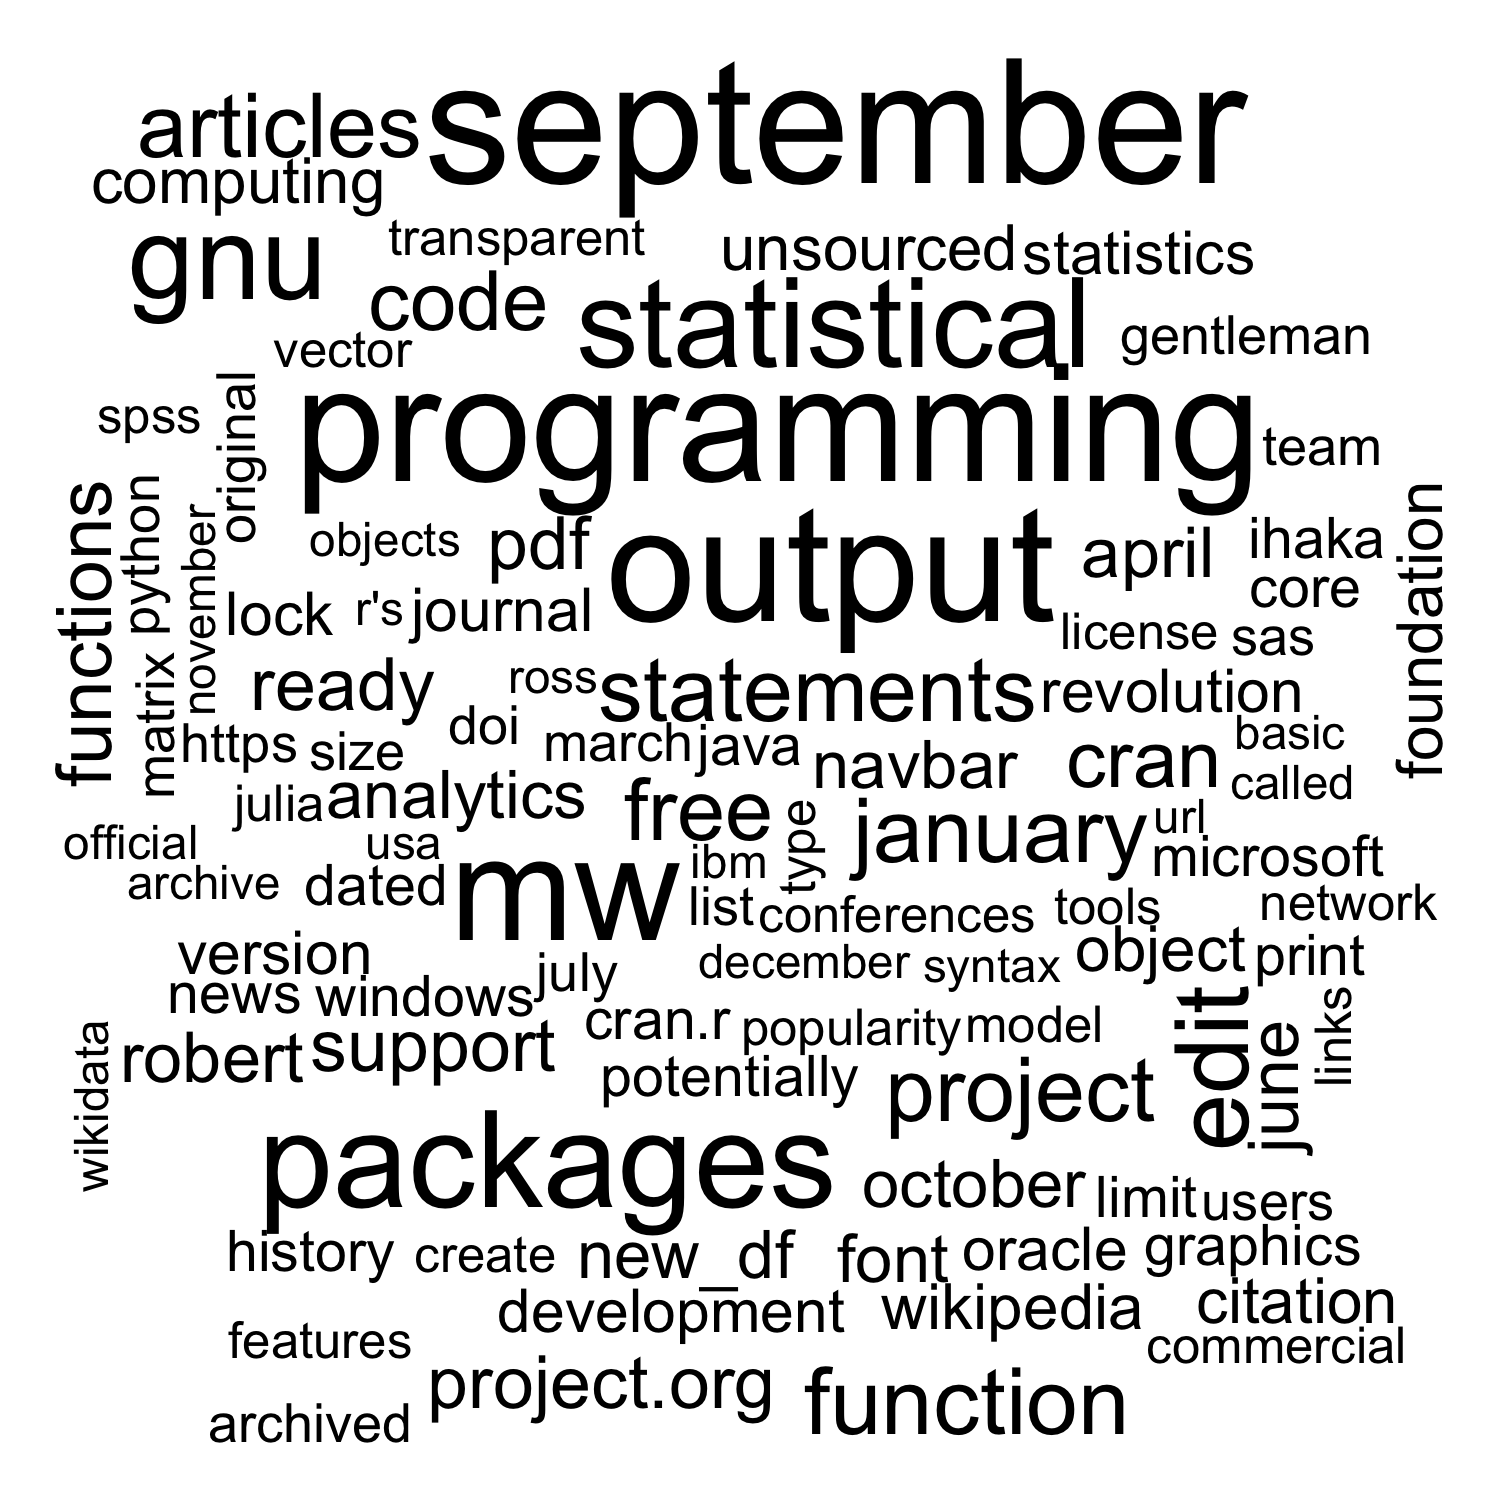 articles
september
computing
gnu
transparent
unsourced
statistics
code
statistical
vector
gentleman
spss
original
programming
team
functions
python
november
objects
pdf
output
april
ihaka
foundation
core
lock
r's
journal
license
sas
matrix
ready
ross
statements
revolution
https
size
doi
march
java
navbar
cran
basic
called
julia
analytics
free
type
january
url
official
usa
mw
ibm
microsoft
archive
dated
list
conferences
tools
network
version
july
december
syntax
object
print
news
windows
edit
june
links
wikidata
robert
support
cran.r
popularity
model
potentially
project
packages
october
limit
users
history
create
new_df
font
oracle
graphics
development
wikipedia
citation
features
commercial
project.org
function
archived